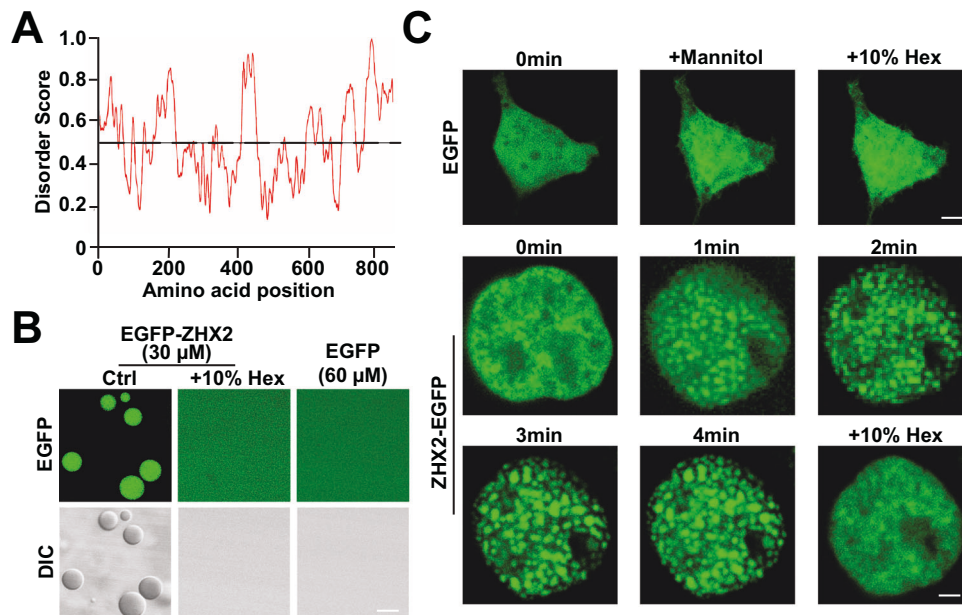 A
Disorder Score
1.0
0.8
0.6
0.4
0.2
0
0 200 400 600 800
Amino acid position
B
EGFP-ZHX2
(30 µM)
EGFP
(60 µM)
Ctrl +10% Hex
EGFP
DIC
C
0min +Mannitol +10% Hex
EGFP
0min 1min 2min
ZHX2-EGFP
3min 4min +10% Hex